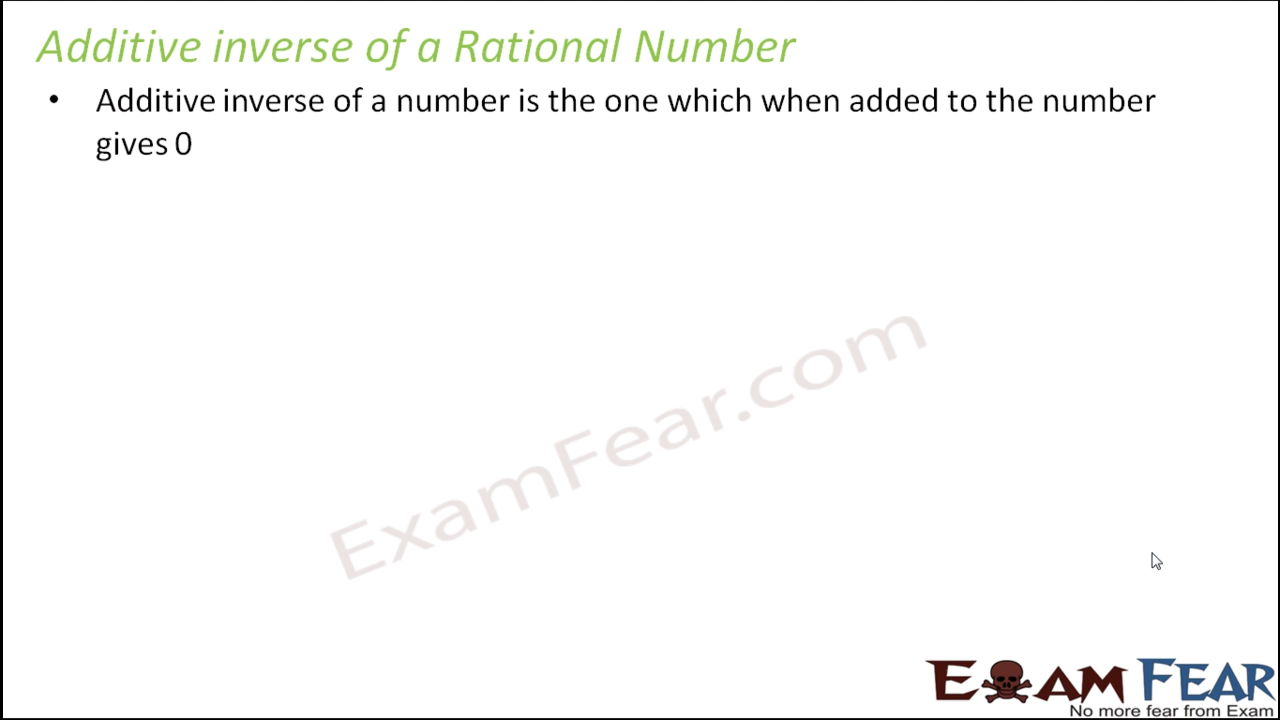 Additive inverse of a Rational Number
• Additive inverse of a number is the one which when added to the number
gives 0
ExamFear.com
EXAM FEAR
No more fear from Exam